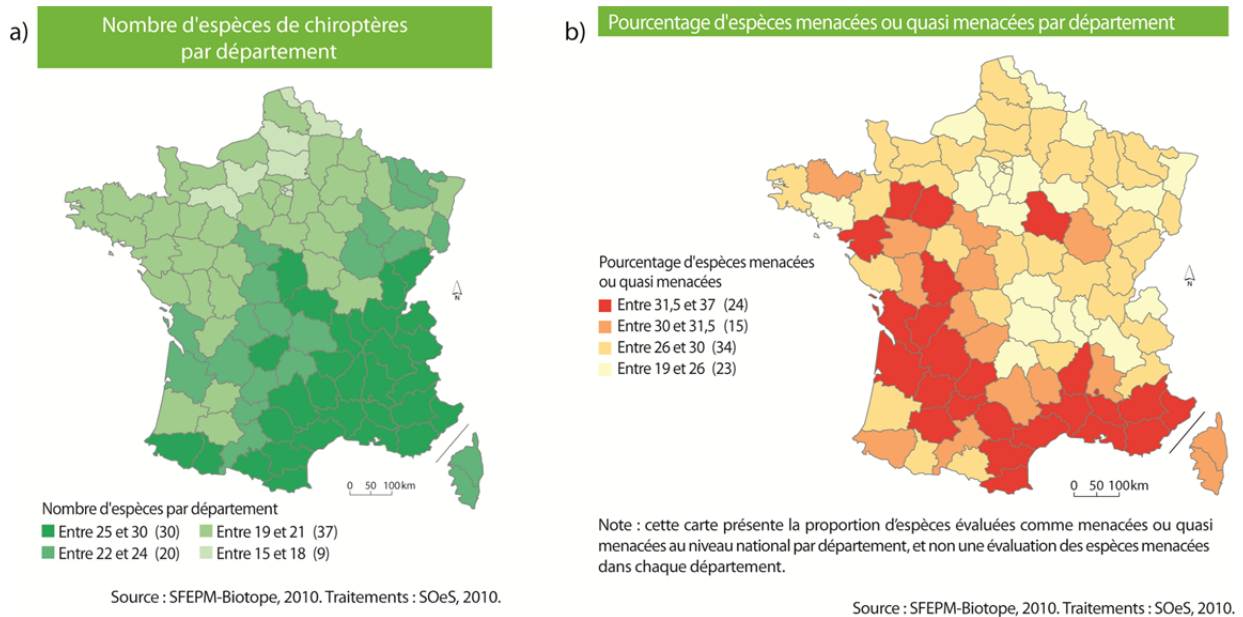 a)
Nombre d'espèces de chiroptères
par département
N
0 50 100 km
Nombre d'espèces par département
Entre 25 et 30 (30)
Entre 19 et 21 (37)
Entre 22 et 24 (20)
Entre 15 et 18 (9)
Source : SFEPM-Biotope, 2010. Traitements : SOeS, 2010.
b)
Pourcentage d'espèces menacées ou quasi menacées par département
Pourcentage d'espèces menacées
ou quasi menacées
Entre 31,5 et 37 (24)
Entre 30 et 31,5 (15)
Entre 26 et 30 (34)
Entre 19 et 26 (23)
N
0 50 100 km
Note : cette carte présente la proportion d'espèces évaluées comme menacées ou quasi
menacées au niveau national par département, et non une évaluation des espèces menacées
dans chaque département.
Source : SFEPM-Biotope, 2010. Traitements : SOeS, 2010.